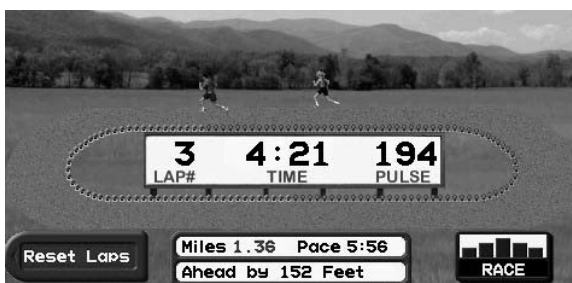 3 4:21 194
LAP# TIME PULSE
Reset Laps
Miles 1.36 Pace 5:56
Ahead by 152 Feet
RACE